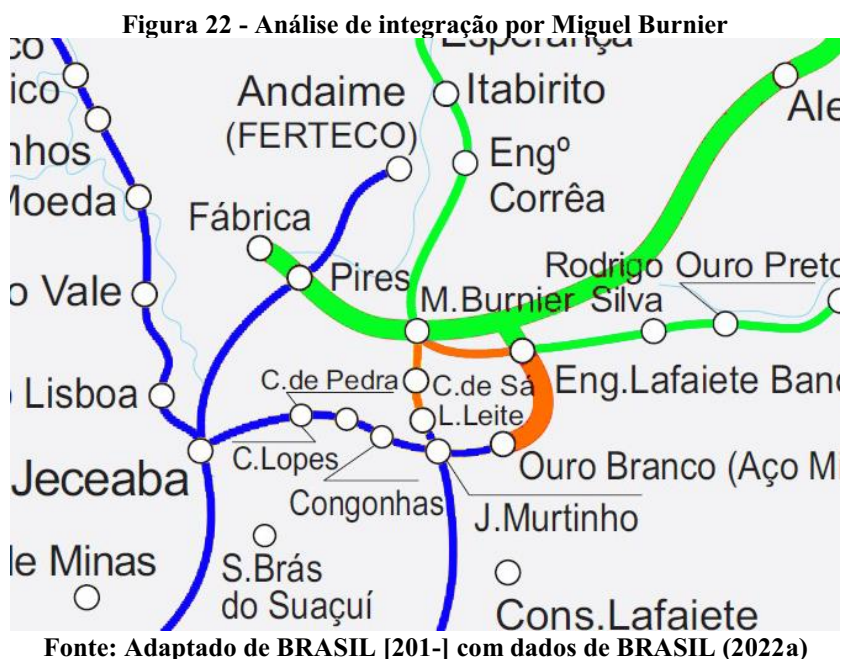 Figura 22 - Análise de integração por Miguel Burnier
co
Esperança
ico
Andaime
Itabirito
Ale
(FERTECO)
nhos
Engº
Corrêa
Moeda
Fábrica
Pires
Rodrigo
Ouro Preto
o Vale
M.Burnier
Silva
C.de Pedra
C.de Sá
Eng.Lafaiete Band
Lisboa
L.Leite
C.Lopes
Ouro Branco (Aço Mi
Jeceaba
Congonhas
J.Murtinho
le Minas
S.Brás
do Suaçuí
Cons.Lafaiete
Fonte: Adaptado de BRASIL [201-] com dados de BRASIL (2022a)